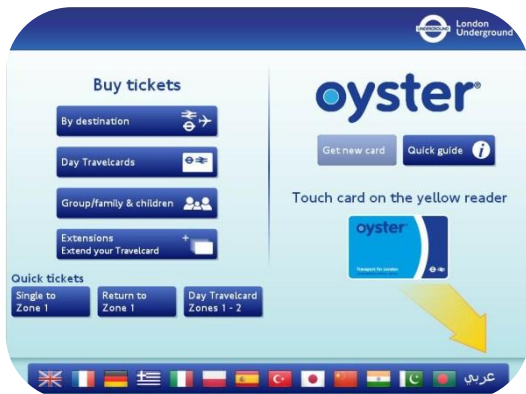 UNDERGROUND
London
Underground
Buy tickets
By destination
Day Travelcards
Group/family & children
Extensions
Extend your Travelcard
Quick tickets
Single to
Zone 1
Return to
Zone 1
Day Travelcard
Zones 1 - 2
oyster®
Get new card
Quick guide i
Touch card on the yellow reader
oyster
Transport for London
عربي